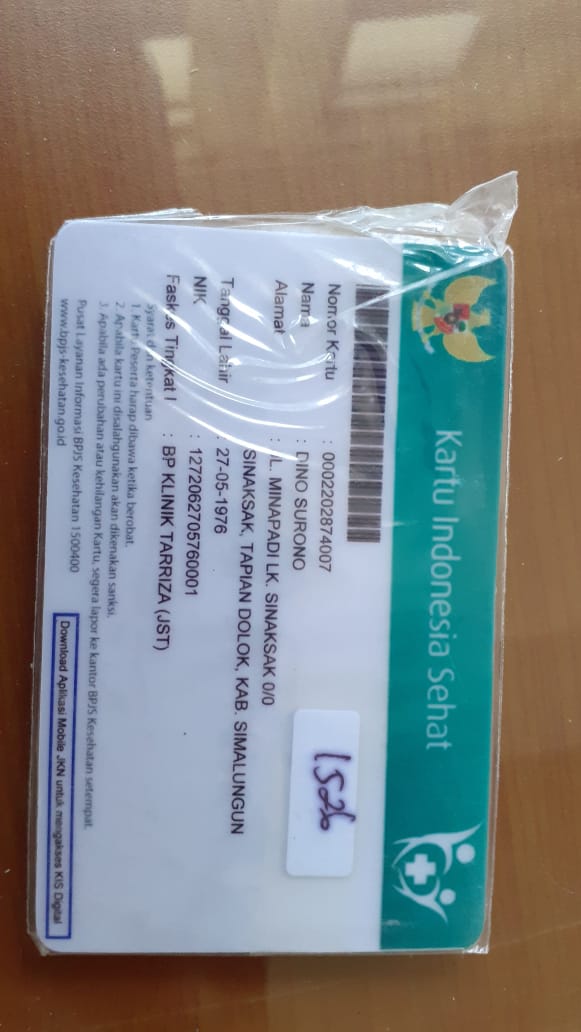 Kartu Indonesia Sehat
1526
Nomor Kartu : 0002202874007
Nama : DINO SURONO
Alamat : JL. MINAPADI LK. SINAKSAK 0/0
SINAKSAK, TAPIAN DOLOK, KAB. SIMALUNGUN
Tanggal Lahir : 27-05-1976
NIK : 1272062705760001
Faskes Tingkat I : BP KLINIK TARRIZA (JST)
Syarat dan ketentuan
1. Kartu Peserta harap dibawa ketika berobat.
2. Apabila kartu ini disalahgunakan akan dikenakan sanksi.
3. Apabila ada perubahan atau kehilangan Kartu, segera lapor ke kantor BPJS Kesehatan setempat.
Pusat Layanan Informasi BPJS Kesehatan 1500400
www.bpjs-kesehatan.go.id
Download Aplikasi Mobile JKN untuk mengakses KIS Digital